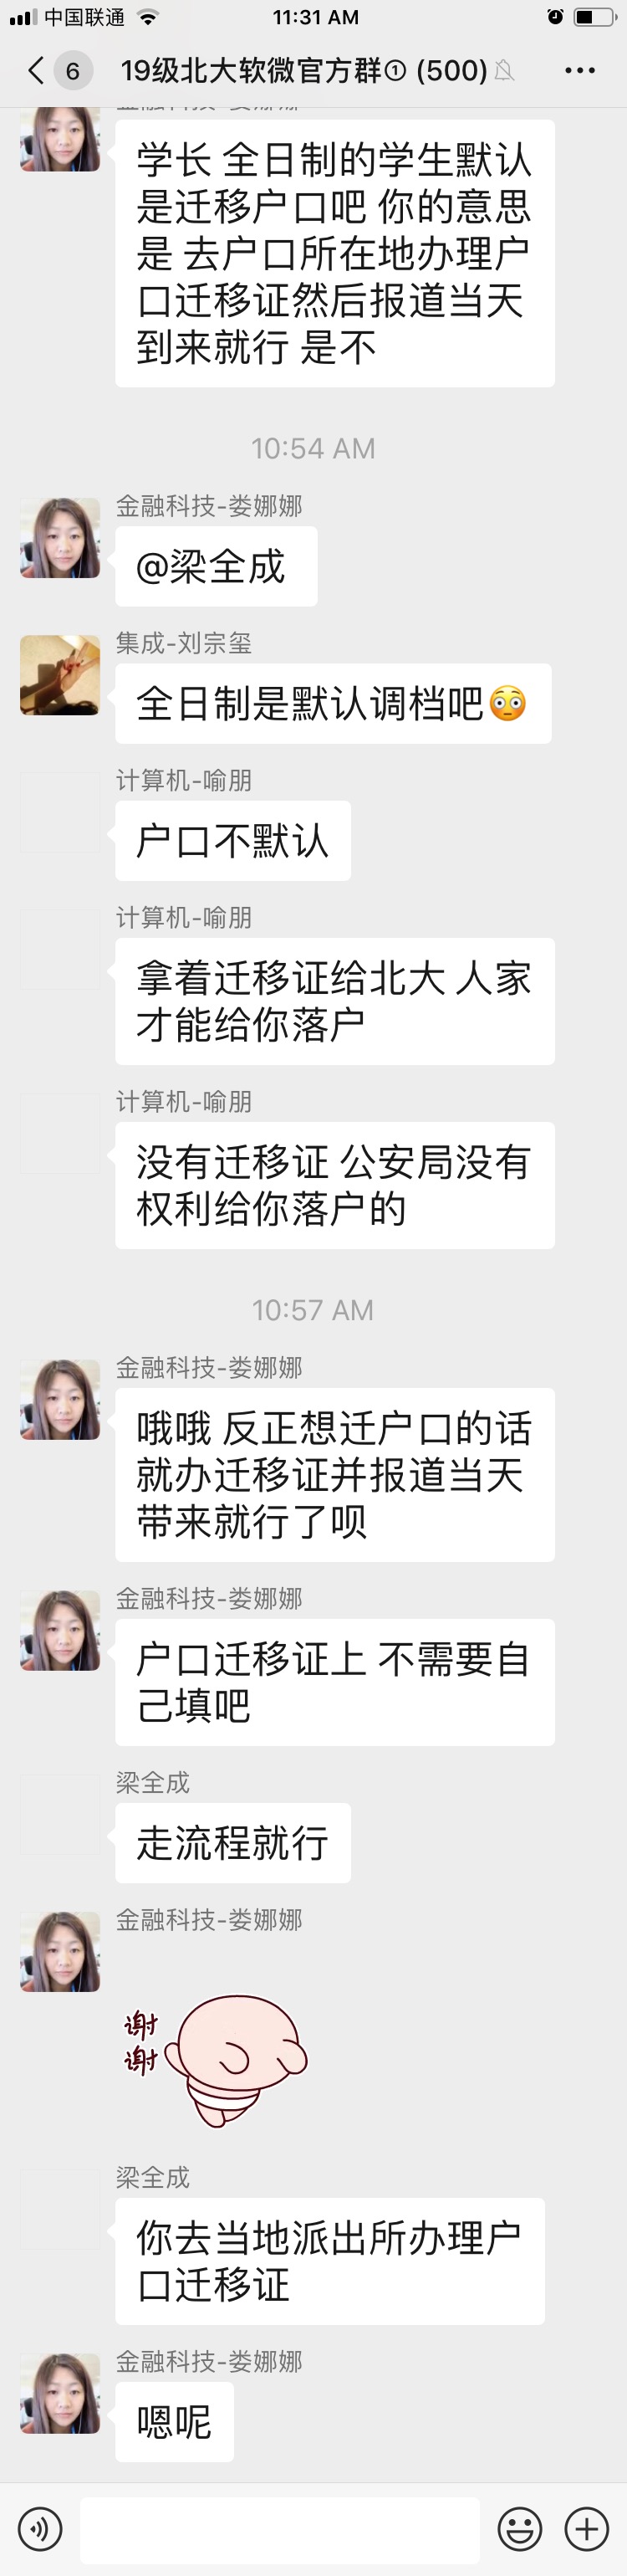 中国联通
11:31 AM
6
19级北大软微官方群① (500)
金融科技-娄娜娜
学长 全日制的学生默认
是迁移户口吧 你的意思
是 去户口所在地办理户
口迁移证然后报道当天
到来就行 是不
10:54 AM
金融科技-娄娜娜
@梁全成
集成-刘宗玺
全日制是默认调档吧😳
计算机-喻朋
户口不默认
计算机-喻朋
拿着迁移证给北大 人家
才能给你落户
计算机-喻朋
没有迁移证 公安局没有
权利给你落户的
10:57 AM
金融科技-娄娜娜
哦哦 反正想迁户口的话
就办迁移证并报道当天
带来就行了呗
金融科技-娄娜娜
户口迁移证上 不需要自
己填吧
梁全成
走流程就行
金融科技-娄娜娜
谢
谢
梁全成
你去当地派出所办理户
口迁移证
金融科技-娄娜娜
嗯呢